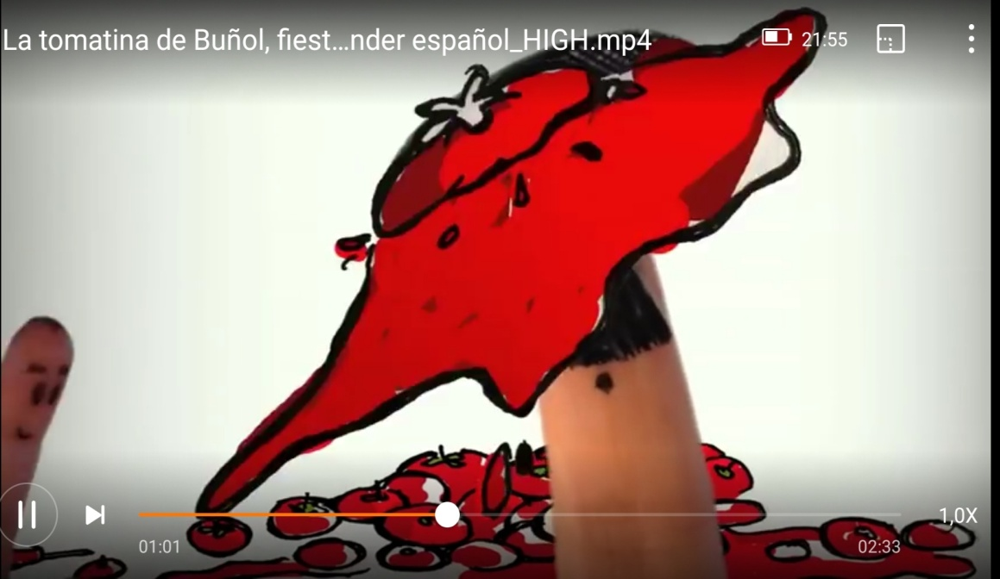 La tomatina de Buñol, fiest...nder español_HIGH.mp4
21:55
1,0X
01:01
02:33